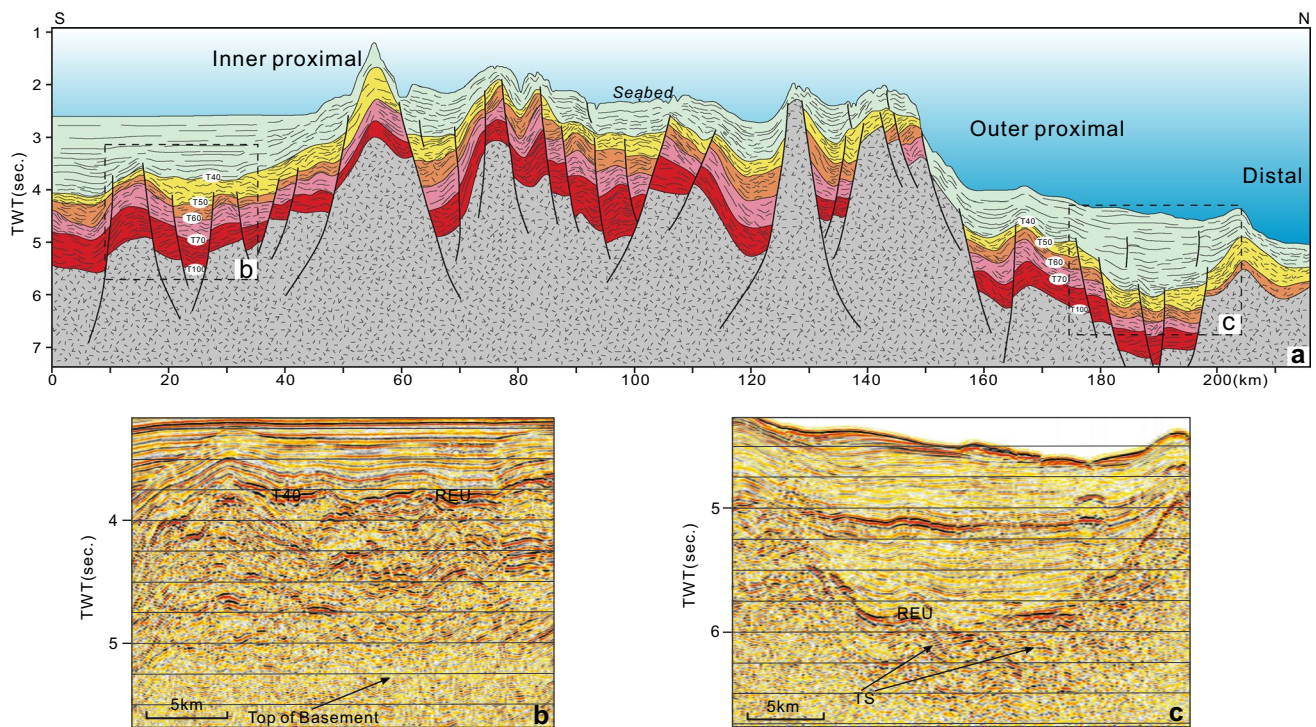 S
N
1
2
3
4
5
6
7
TWT(sec.)
Inner proximal
Seabed
Outer proximal
Distal
T40
T50
T60
T70
T100
b
T40
T50
T60
T70
T100
c
a
0 20 40 60 80 100 120 140 160 180 200(km)
TWT(sec.)
4
5
T40
REU
5km
Top of Basement
b
TWT(sec.)
5
6
REU
TS
5km
c